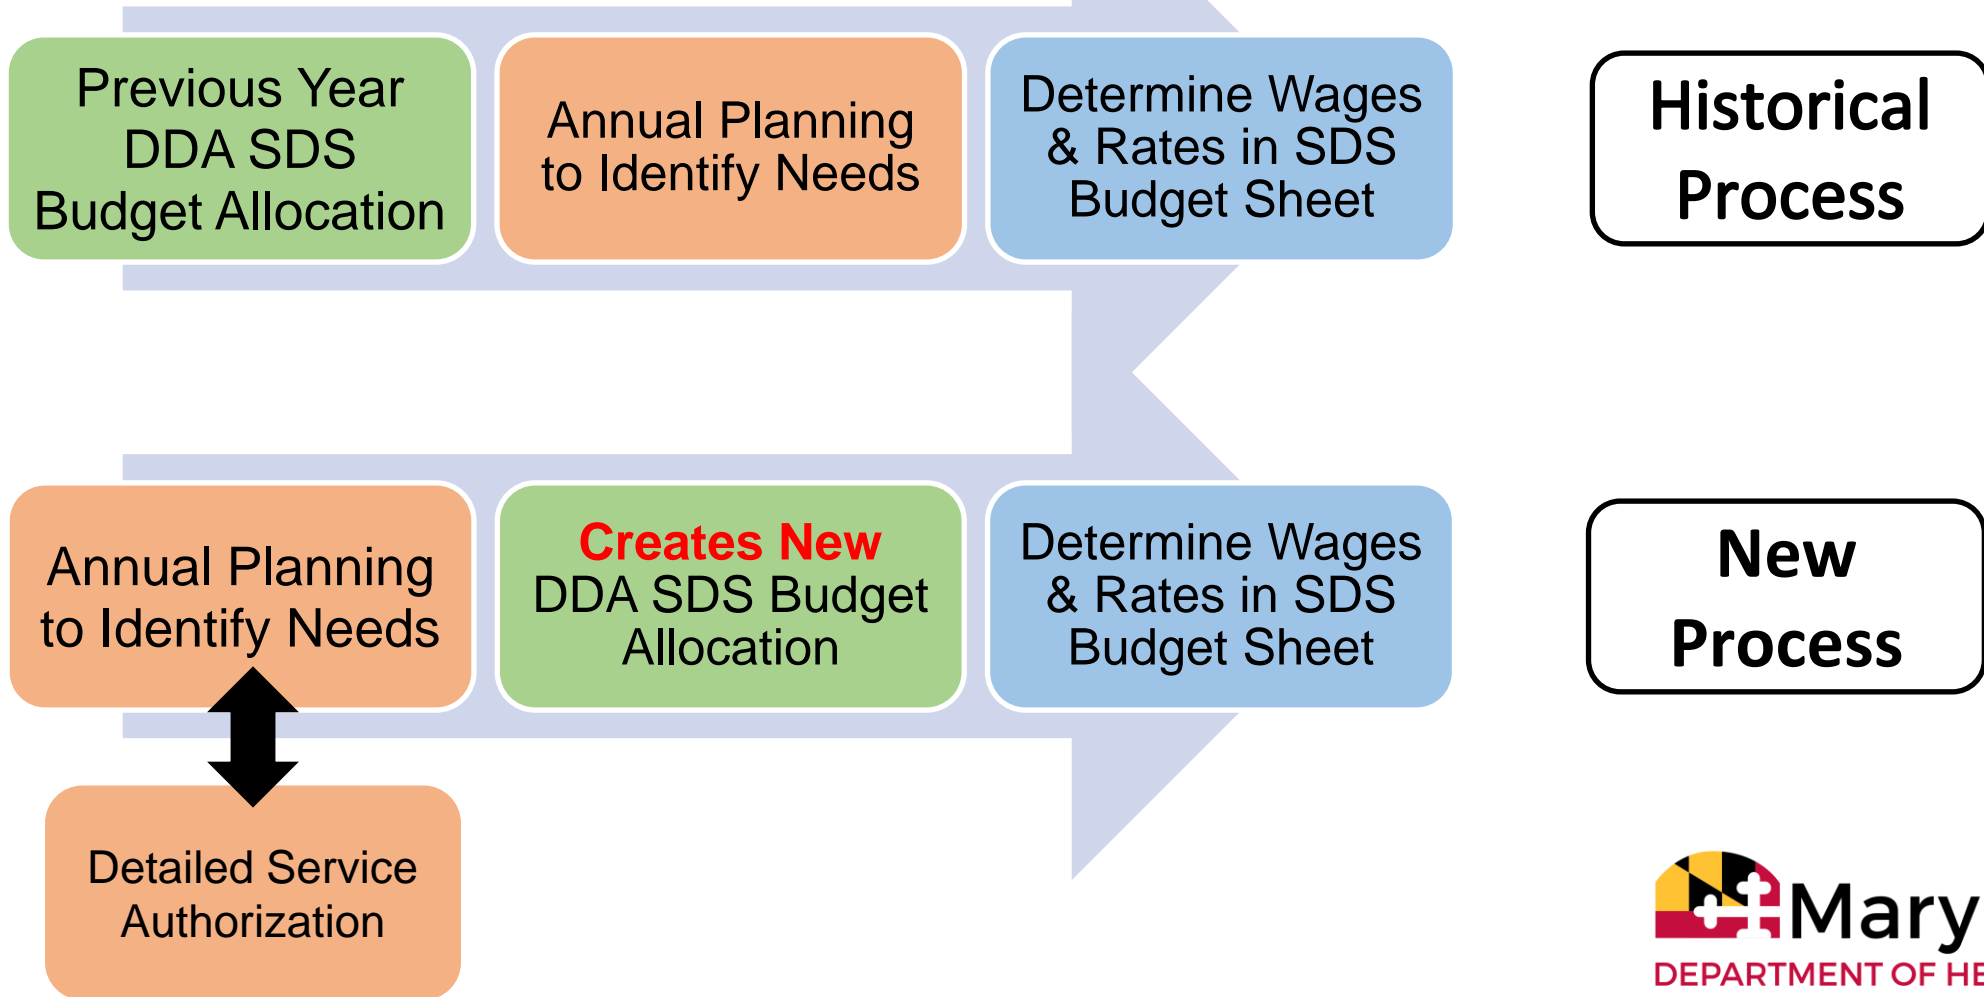 Previous Year
DDA SDS
Budget Allocation
Annual Planning
to Identify Needs
Determine Wages
& Rates in SDS
Budget Sheet
Historical
Process
Annual Planning
to Identify Needs
Creates New
DDA SDS Budget
Allocation
Determine Wages
& Rates in SDS
Budget Sheet
New
Process
Detailed Service
Authorization
Mary
DEPARTMENT OF HE